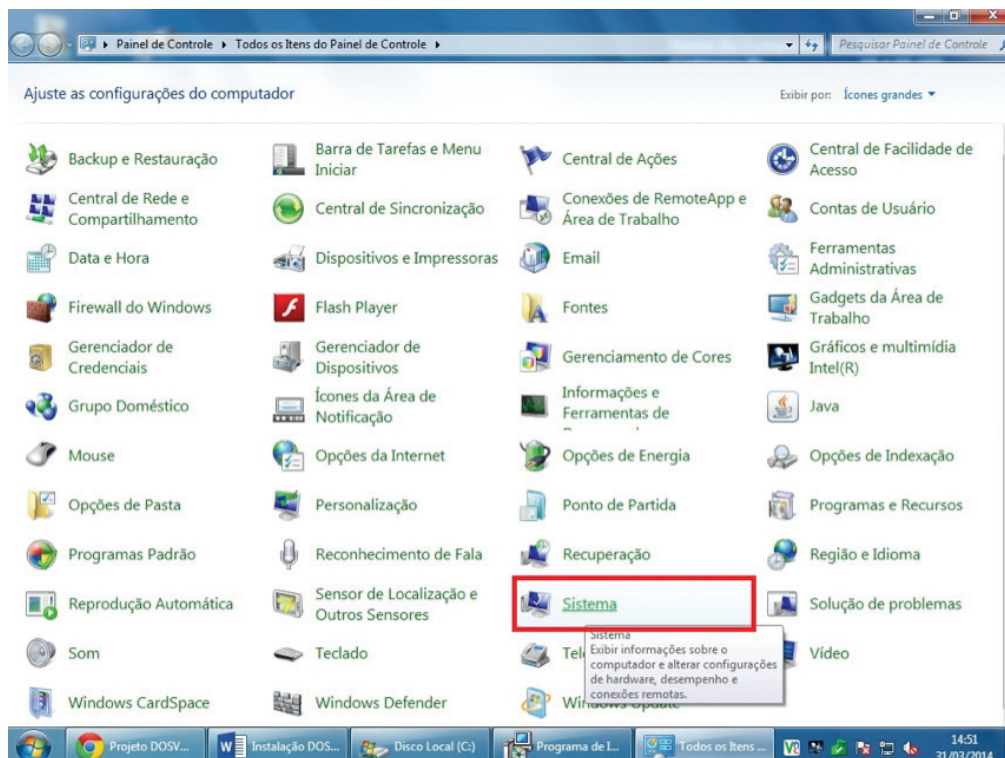 Painel de Controle Todos os Itens do Painel de Controle
Pesquisar Painel de Controle
Ajuste as configurações do computador
Exibir por: Ícones grandes
Backup e Restauração
Barra de Tarefas e Menu
Iniciar
Central de Ações
Central de Facilidade de
Acesso
Central de Rede e
Compartilhamento
Central de Sincronização
Conexões de RemoteApp e
Área de Trabalho
Contas de Usuário
Data e Hora
Dispositivos e Impressoras
Email
Ferramentas
Administrativas
Firewall do Windows
Flash Player
Fontes
Gadgets da Área de
Trabalho
Gerenciador de
Credenciais
Gerenciador de
Dispositivos
Gerenciamento de Cores
Gráficos e multimídia
Intel(R)
Grupo Doméstico
Ícones da Área de
Notificação
Informações e
Ferramentas de
Java
Mouse
Opções da Internet
Opções de Energia
Opções de Indexação
Opções de Pasta
Personalização
Ponto de Partida
Programas e Recursos
Programas Padrão
Reconhecimento de Fala
Recuperação
Região e Idioma
Reprodução Automática
Sensor de Localização e
Outros Sensores
Sistema
Solução de problemas
Sistema
Exibir informações sobre o
computador e alterar configurações
de hardware, desempenho e
conexões remotas.
Som
Teclado
Tel
Vídeo
Windows CardSpace
Windows Defender
Windows Update
Projeto DOSV... Instalação DOS... Disco Local (C:) Programa de I... Todos os Itens ... 14:51
31/03/2014